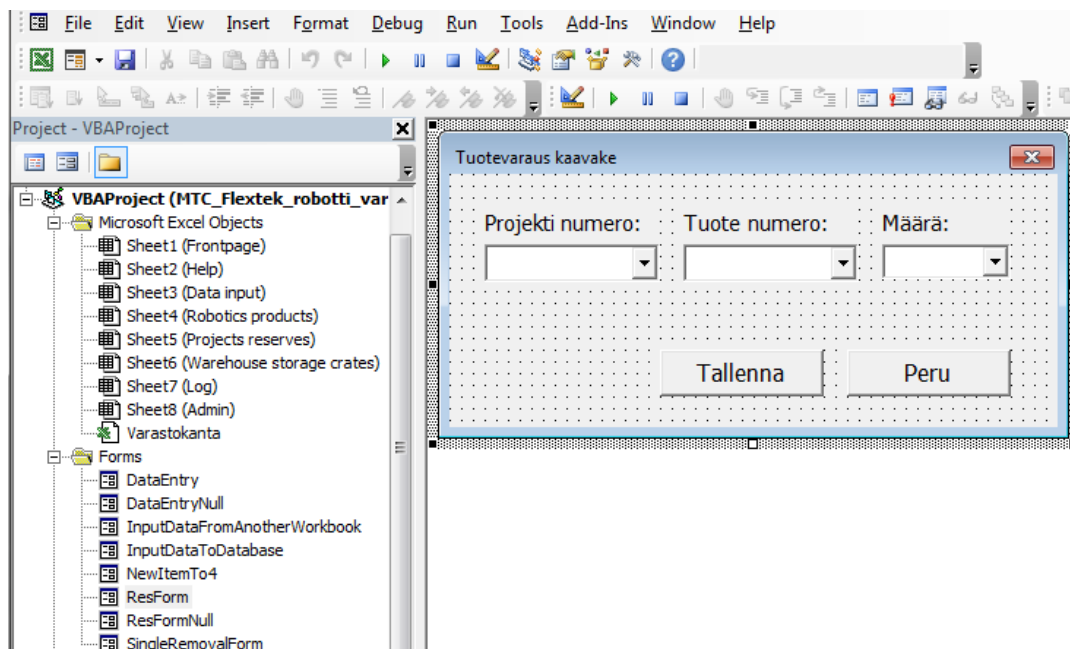 File Edit View Insert Format Debug Run Tools Add-Ins Window Help
Project - VBAProject
VBAProject (MTC_Flextek_robotti_var
Microsoft Excel Objects
Sheet1 (Frontpage)
Sheet2 (Help)
Sheet3 (Data input)
Sheet4 (Robotics products)
Sheet5 (Projects reserves)
Sheet6 (Warehouse storage crates)
Sheet7 (Log)
Sheet8 (Admin)
Varastokanta
Forms
DataEntry
DataEntryNull
InputDataFromAnotherWorkbook
InputDataToDatabase
NewItemTo4
ResForm
ResFormNull
SingleRemovalForm
Tuotevaraus kaavake
Projekti numero: Tuote numero: Määrä:
Tallenna Peru